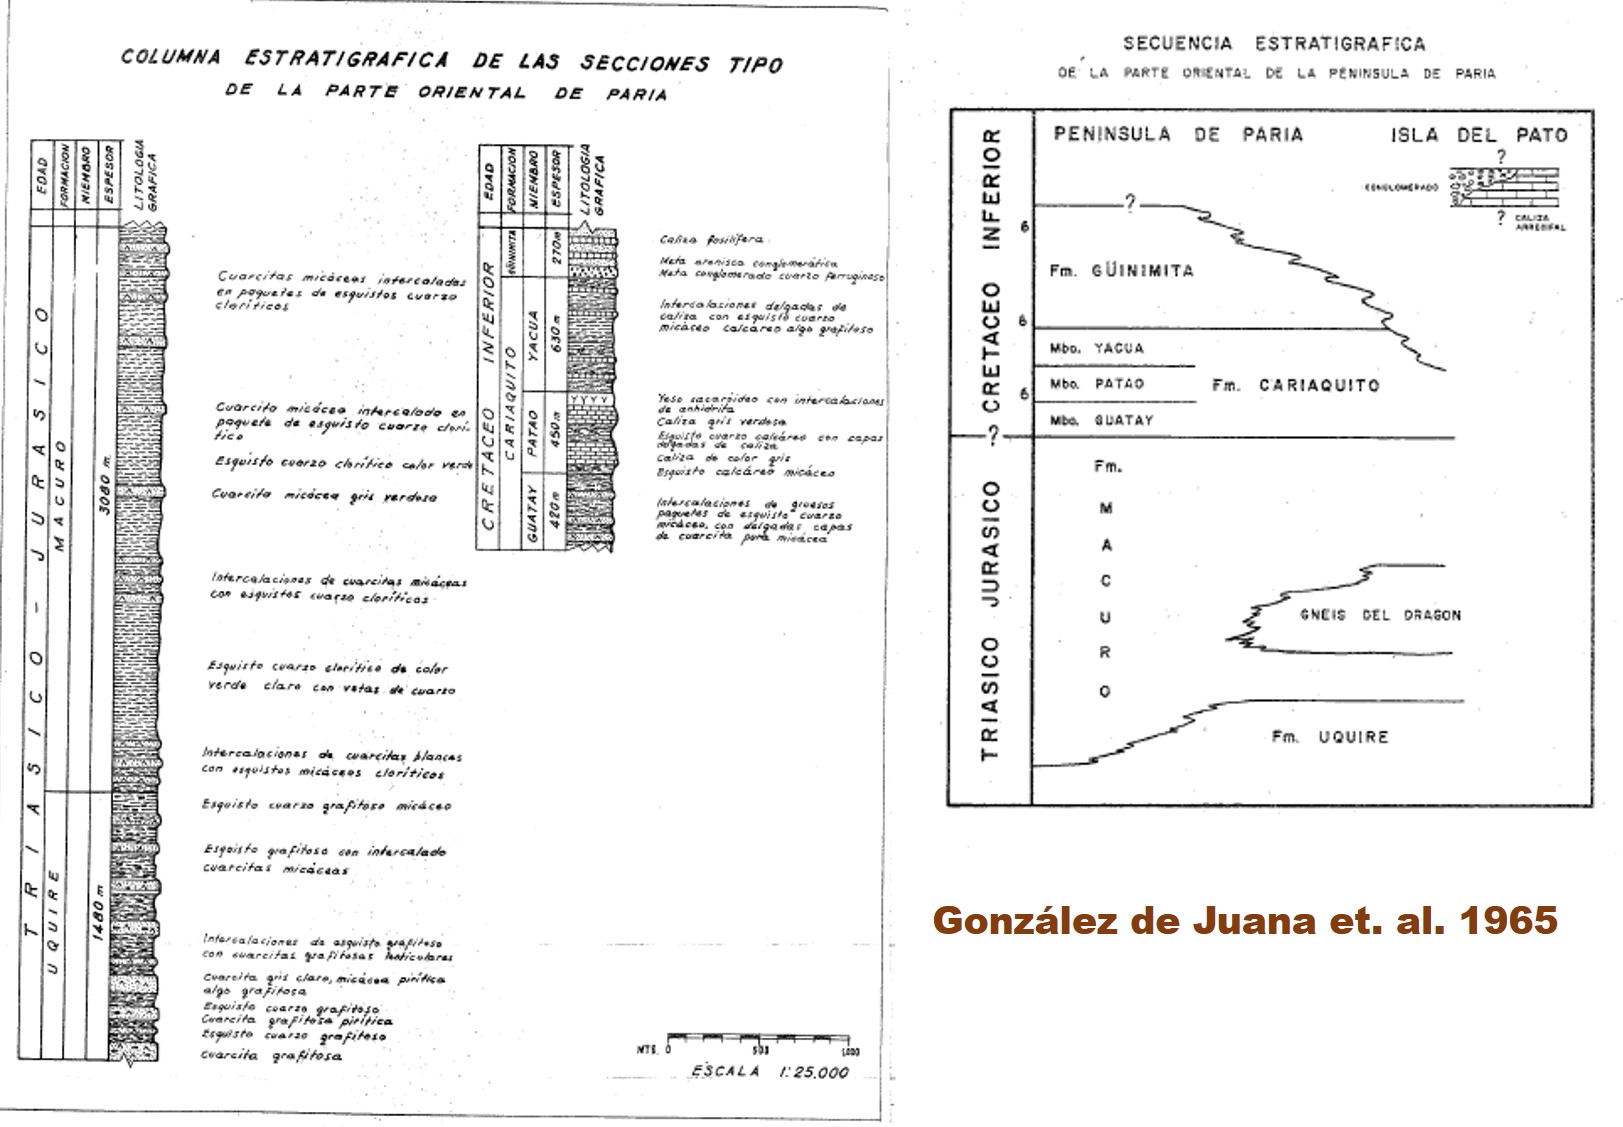 COLUMNA ESTRATIGRAFICA DE LAS SECCIONES TIPO
DE LA PARTE ORIENTAL DE PARIA
EDAD
FORMACION
MIEMBRO
ESPESOR
LITOLOGIA
GRAFICA
TRIASICO - JURASICO
MACURO
3080 m.
UQUIRE
1480 m
Cuarcitas micáceas intercaladas
en paquetes de esquistos cuarzo
cloríticos
Cuarcita micácea intercalado en
paquete de esquisto cuarzo clorí-
tico
Esquisto cuarzo clorítico color verde
Cuarcita micácea gris verdosa
Intercalaciones de cuarcitas micáceas
con esquistos cuarzo cloríticos
Esquisto cuarzo clorítico de color
verde claro con vetas de cuarzo
Intercalaciones de cuarcitas blancas
con esquistos micáceos cloríticos
Esquisto cuarzo grafitoso micáceo
Esquisto grafitoso con intercalado
cuarcitas micáceas
Intercalaciones de esquisto grafitoso
con cuarcitas grafitosas lenticulares
Cuarcita gris claro, micácea pirítica
algo grafitosa
Esquisto cuarzo grafitoso
Cuarcita grafitosa pirítica
Esquisto cuarzo grafitoso
Cuarcita grafitosa
EDAD
FORMACION
MIEMBRO
ESPESOR
LITOLOGIA
GRAFICA
CRETACEO INFERIOR
GÜINIMITA
270m
CARIAQUITO
YACUA
630m
PATAO
450m
GUATAY
420m
YYYY
Caliza fosilífera
Meta arenisca conglomerática
Meta conglomerado cuarzo ferruginoso
Intercalaciones delgadas de
caliza con esquisto cuarzo
micáceo calcáreo algo grafitoso
Yeso sacaroideo con intercalaciones
de anhidrita
Caliza gris verdosa
Esquisto cuarzo calcáreo con capas
delgadas de caliza
Caliza de color gris
Esquisto calcáreo micáceo
Intercalaciones de gruesos
paquetes de esquisto cuarzo
micáceo, con delgadas capas
de cuarcita pura micácea
MTS. 0 500 1,000
ESCALA 1:25.000
SECUENCIA ESTRATIGRAFICA
DE LA PARTE ORIENTAL DE LA PENINSULA DE PARIA
CRETACEO INFERIOR
TRIASICO JURASICO
PENINSULA DE PARIA ISLA DEL PATO
?
CONGLOMERADO
? CALIZA
ARRECIFAL
?
6
Fm. GÜINIMITA
6
Mbo. YACUA
Mbo. PATAO Fm. CARIAQUITO
6
Mbo. GUATAY
?
Fm.
M
A
C
U
R
O
GNEIS DEL DRAGON
Fm. UQUIRE
González de Juana et. al. 1965